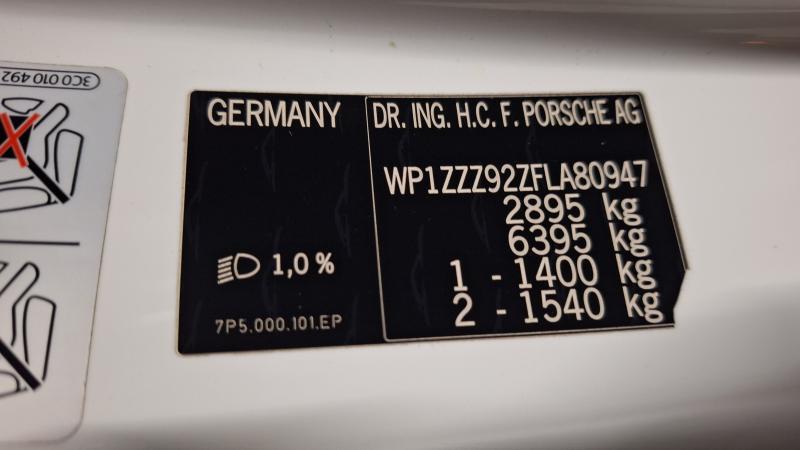 3C0 010 492
GERMANY
DR. ING. H.C. F. PORSCHE AG
WP1ZZZ92ZFLA80947
2895 kg
6395 kg
1 - 1400 kg
2 - 1540 kg
1,0 %
7P5.000.101.EP